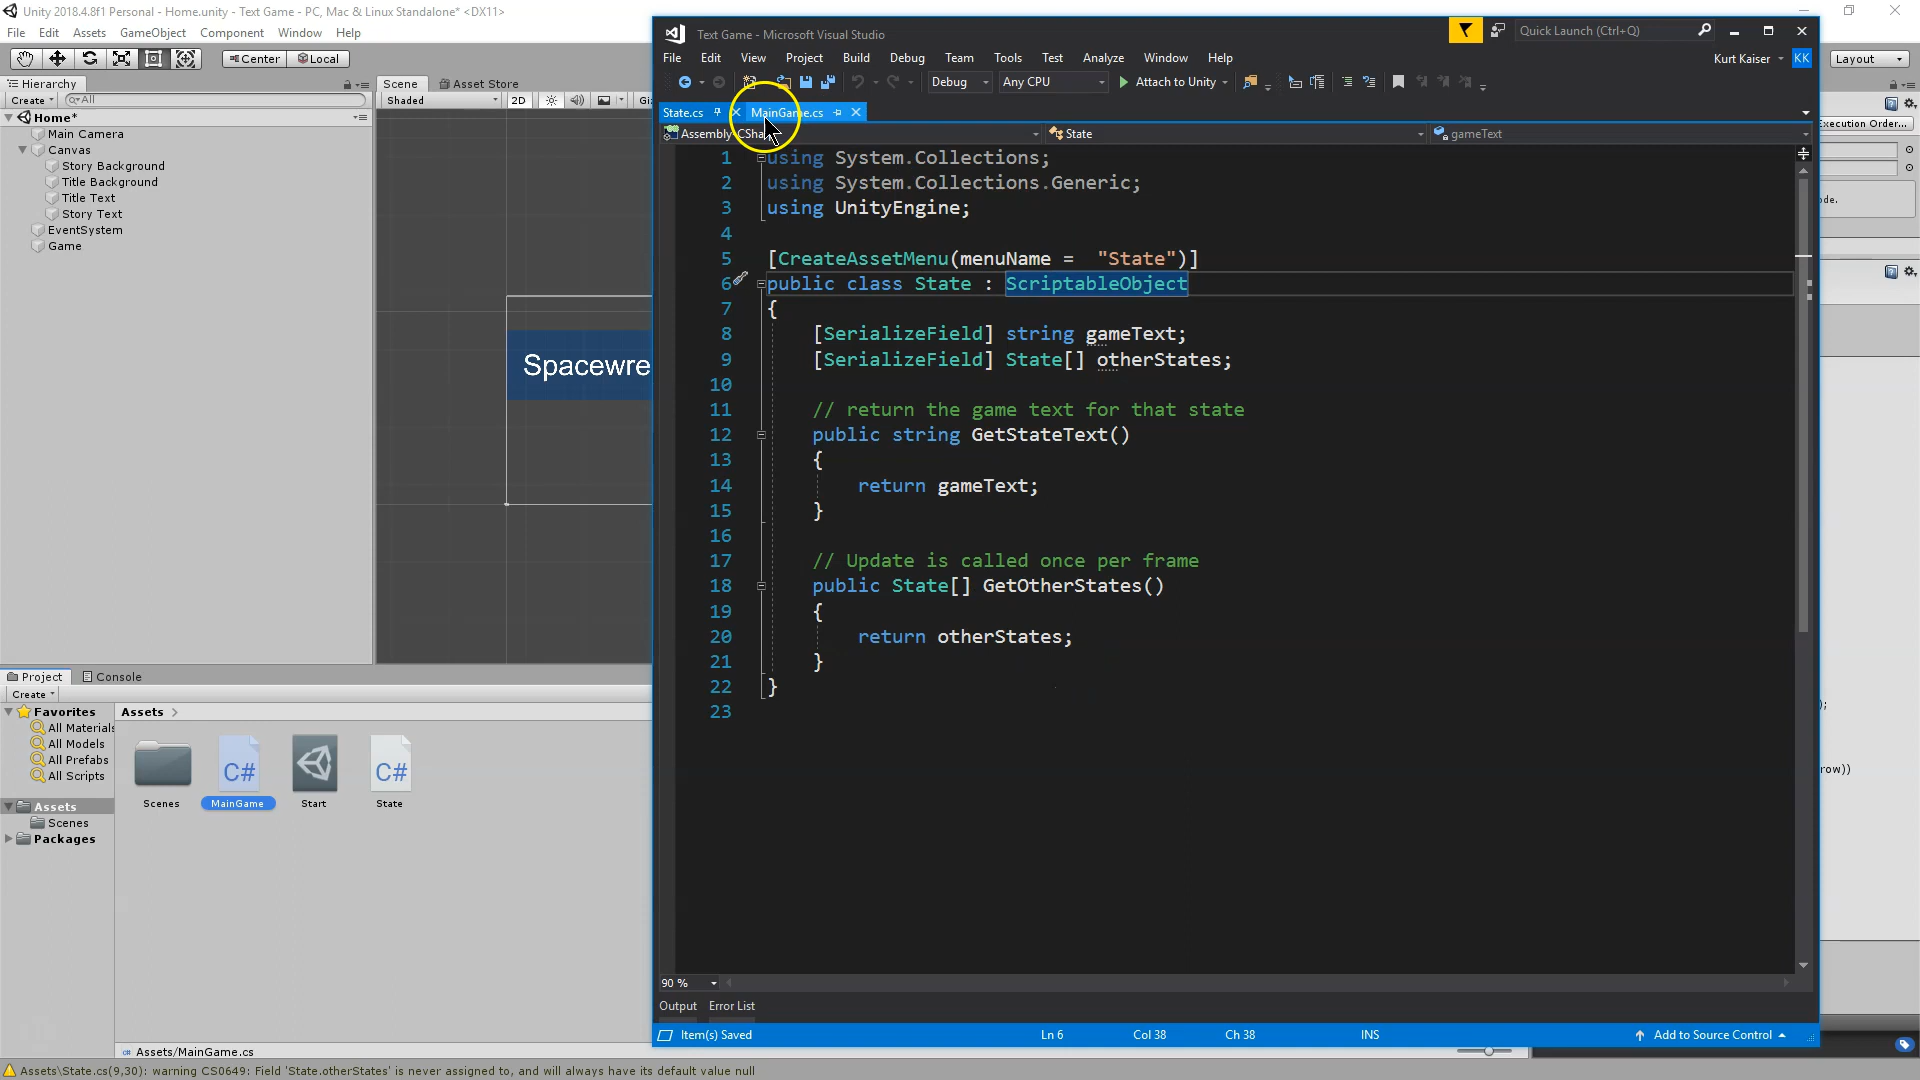 Unity 2018.4.8f1 Personal - Home.unity - Text Game - PC, Mac & Linux Standalone* <DX11>
File Edit Assets GameObject Component Window Help
Center Local
Layout
Hierarchy
Create All
Home*
Main Camera
Canvas
Story Background
Title Background
Title Text
Story Text
EventSystem
Game
Scene Asset Store
Shaded 2D
Spacewre
Text Game - Microsoft Visual Studio
Quick Launch (Ctrl+Q)
File Edit View Project Build Debug Team Tools Test Analyze Window Help
Kurt Kaiser KK
Debug Any CPU Attach to Unity
State.cs MainGame.cs
State gameText
1 using System.Collections;
2 using System.Collections.Generic;
3 using UnityEngine;
4
5 [CreateAssetMenu(menuName =  "State")]
6 public class State : ScriptableObject
7 {
8 [SerializeField] string gameText;
9 [SerializeField] State[] otherStates;
10
11 // return the game text for that state
12 public string GetStateText()
13 {
14 return gameText;
15 }
16
17 // Update is called once per frame
18 public State[] GetOtherStates()
19 {
20 return otherStates;
21 }
22 }
23
90 %
Output Error List
Item(s) Saved Ln 6 Col 38 Ch 38 INS Add to Source Control
Execution Order...
Project Console
Create
Favorites
All Materials
All Models
All Prefabs
All Scripts
Assets
Scenes
Packages
Assets
Scenes MainGame Start State
C# C#
Assets/MainGame.cs
Assets\State.cs(9,30): warning CS0649: Field 'State.otherStates' is never assigned to, and will always have its default value null